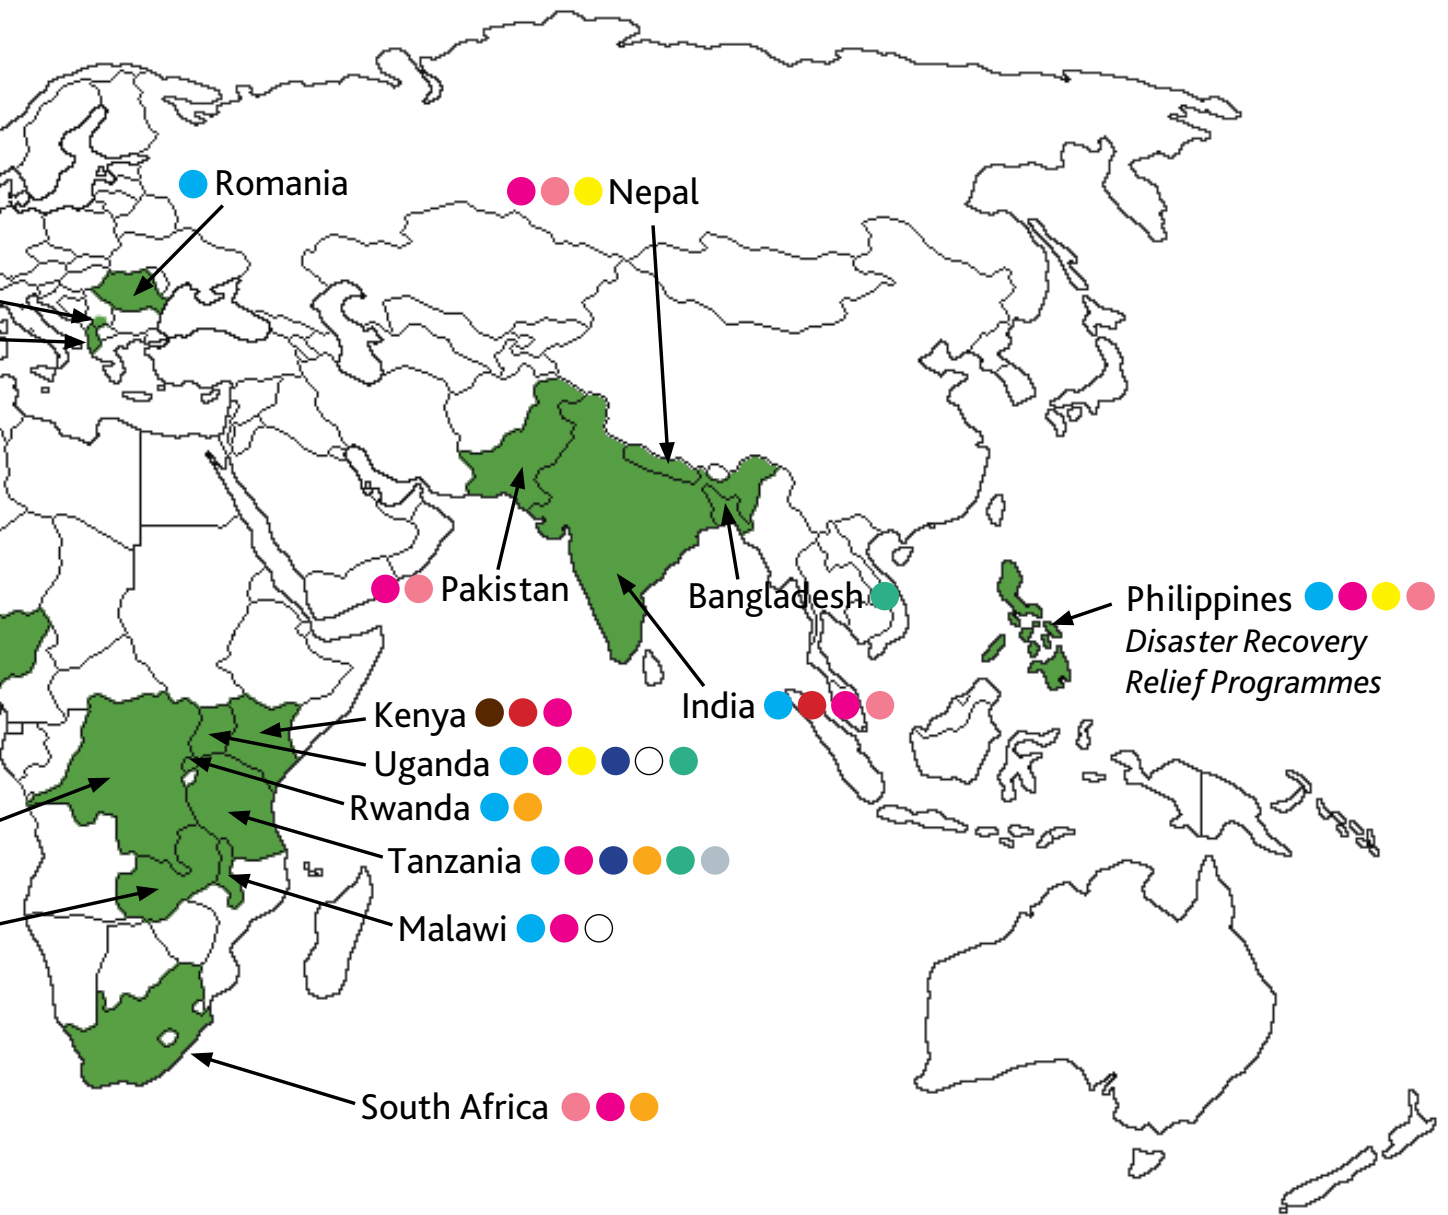 Romania
Nepal
Pakistan
Bangladesh
Philippines
Disaster Recovery
Relief Programmes
India
Kenya
Uganda
Rwanda
Tanzania
Malawi
South Africa